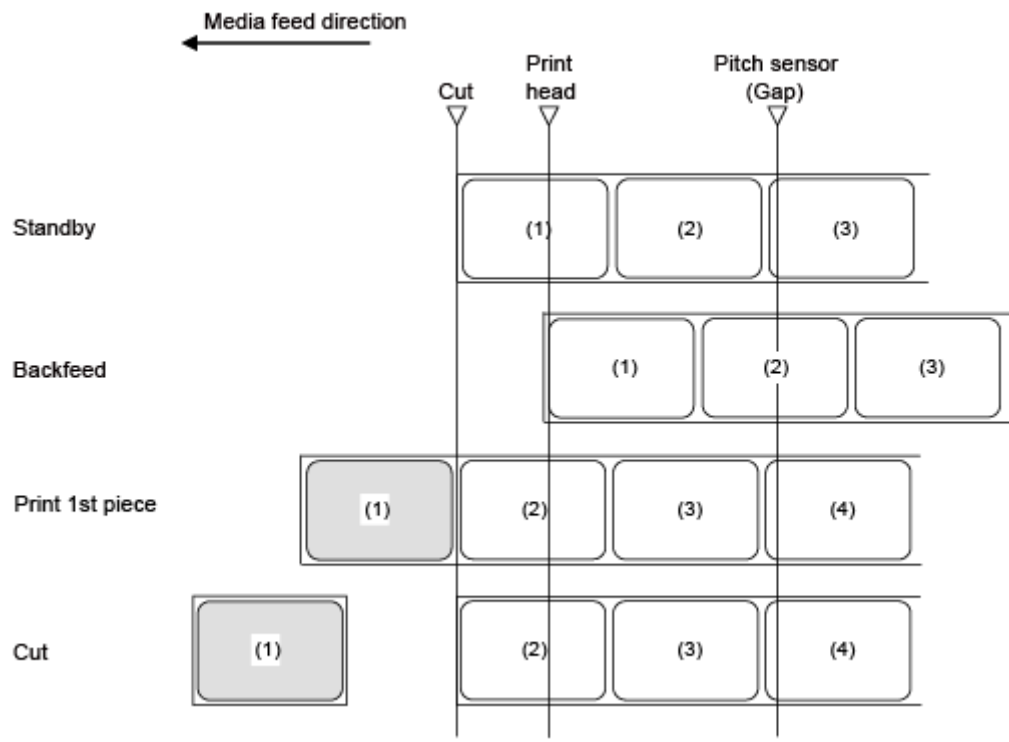 Media feed direction
Cut
Print
head
Pitch sensor
(Gap)
Standby
(1)
(2)
(3)
Backfeed
(1)
(2)
(3)
Print 1st piece
(1)
(2)
(3)
(4)
Cut
(1)
(2)
(3)
(4)